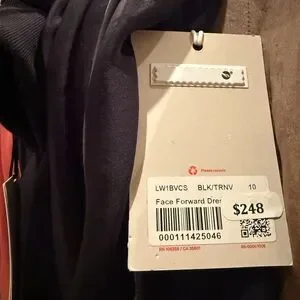 LW1BVCS BLK/TRNV 10
Face Forward Dre
$248
000111425046